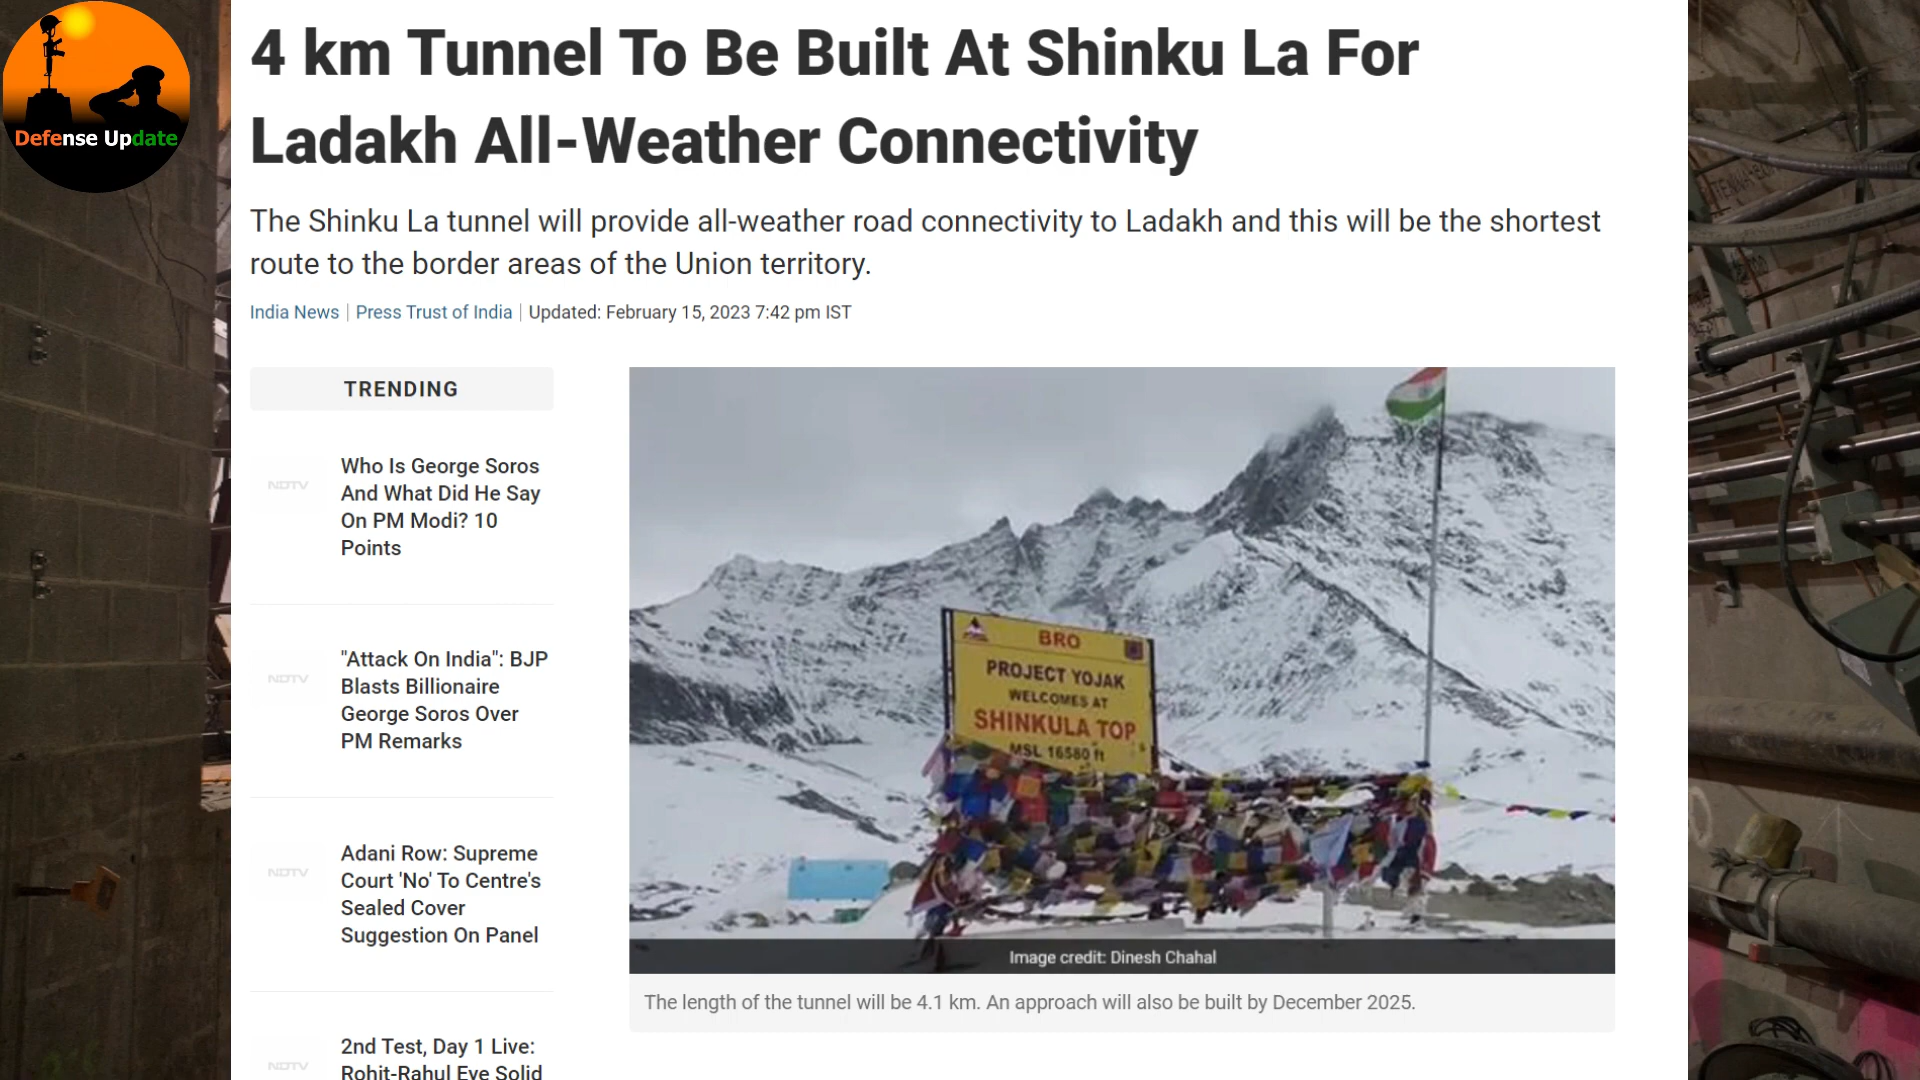 Defense Update
4 km Tunnel To Be Built At Shinku La For
Ladakh All-Weather Connectivity
The Shinku La tunnel will provide all-weather road connectivity to Ladakh and this will be the shortest
route to the border areas of the Union territory.
India News | Press Trust of India | Updated: February 15, 2023 7:42 pm IST
TRENDING
NDTV
Who Is George Soros
And What Did He Say
On PM Modi? 10
Points
NDTV
"Attack On India": BJP
Blasts Billionaire
George Soros Over
PM Remarks
NDTV
Adani Row: Supreme
Court 'No' To Centre's
Sealed Cover
Suggestion On Panel
NDTV
2nd Test, Day 1 Live:
Rohit-Rahul Eye Solid
BRO
PROJECT YOJAK
WELCOMES AT
SHINKULA TOP
MSL 16580 ft
Image credit: Dinesh Chahal
The length of the tunnel will be 4.1 km. An approach will also be built by December 2025.